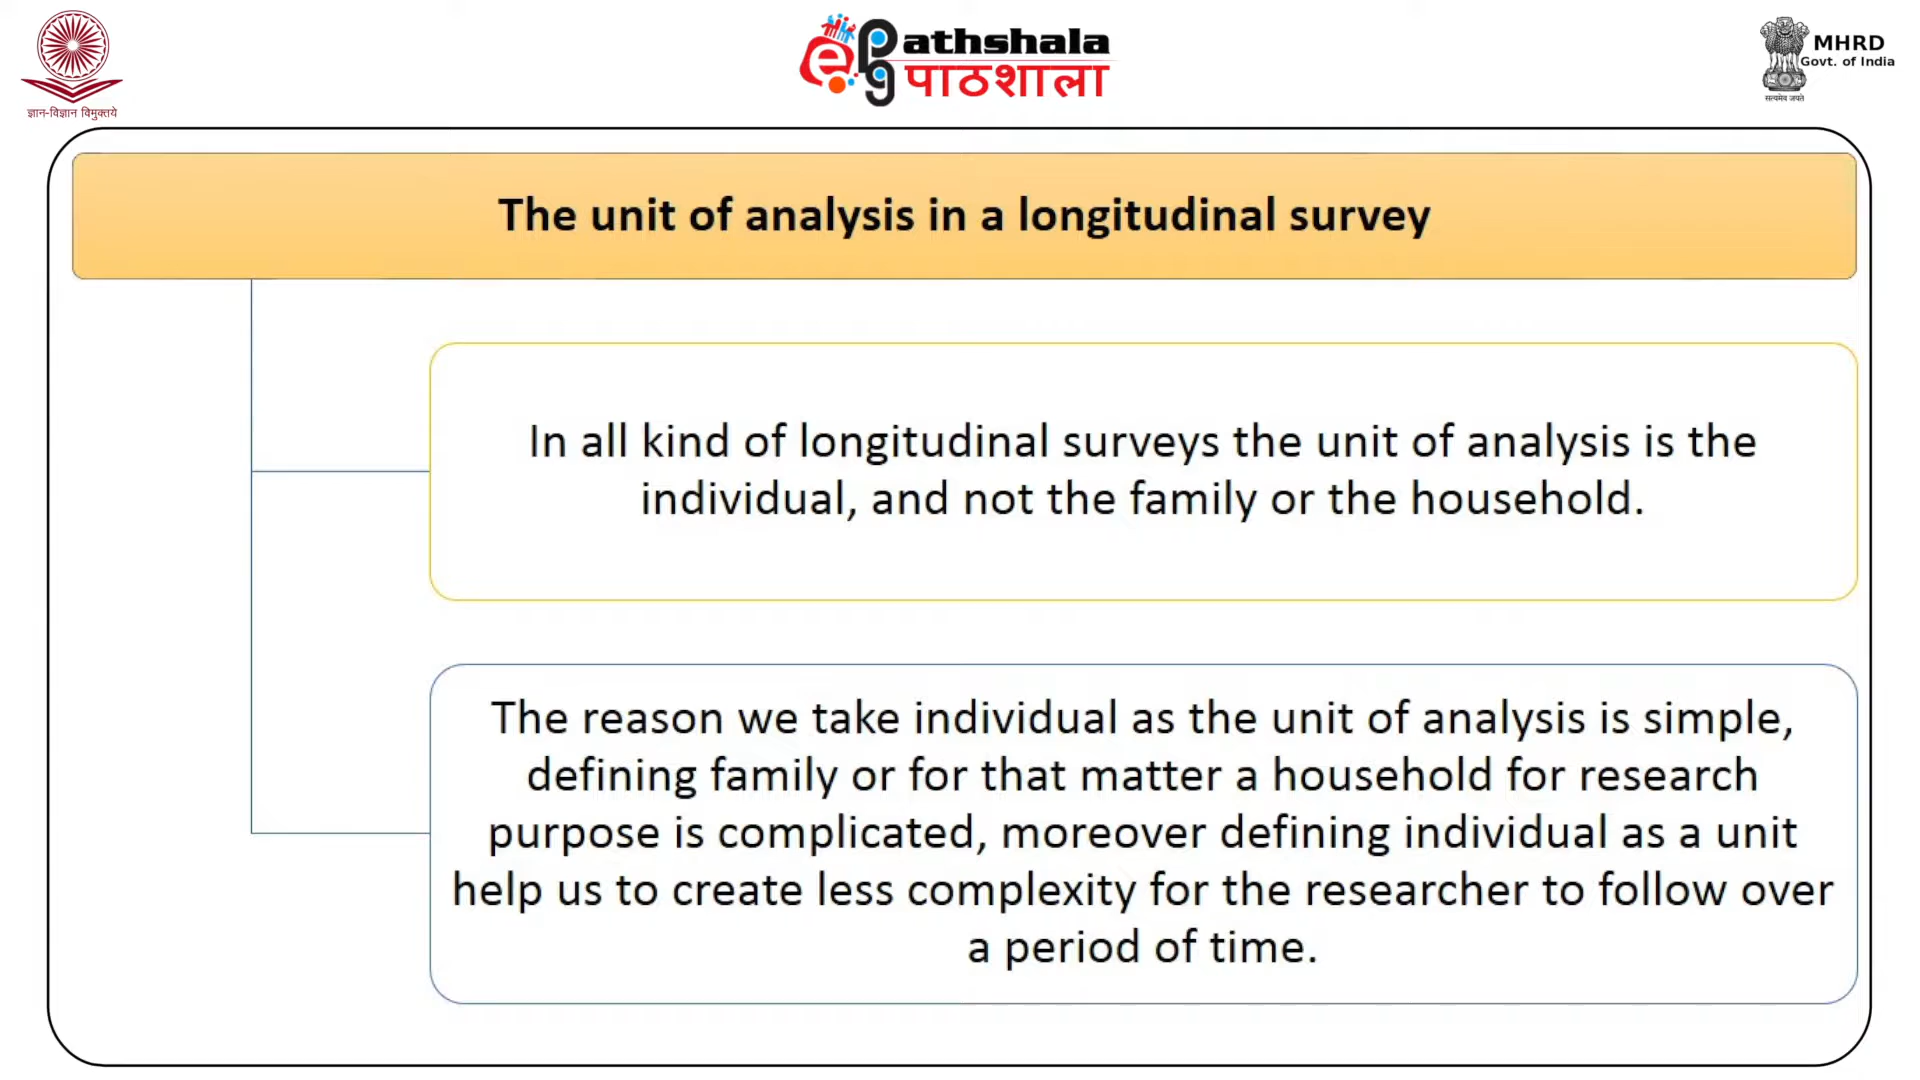 ज्ञान-विज्ञान विमुक्तये
e pg athshala
पाठशाला
MHRD
Govt. of India
सत्यमेव जयते
The unit of analysis in a longitudinal survey
In all kind of longitudinal surveys the unit of analysis is the
individual, and not the family or the household.
The reason we take individual as the unit of analysis is simple,
defining family or for that matter a household for research
purpose is complicated, moreover defining individual as a unit
help us to create less complexity for the researcher to follow over
a period of time.